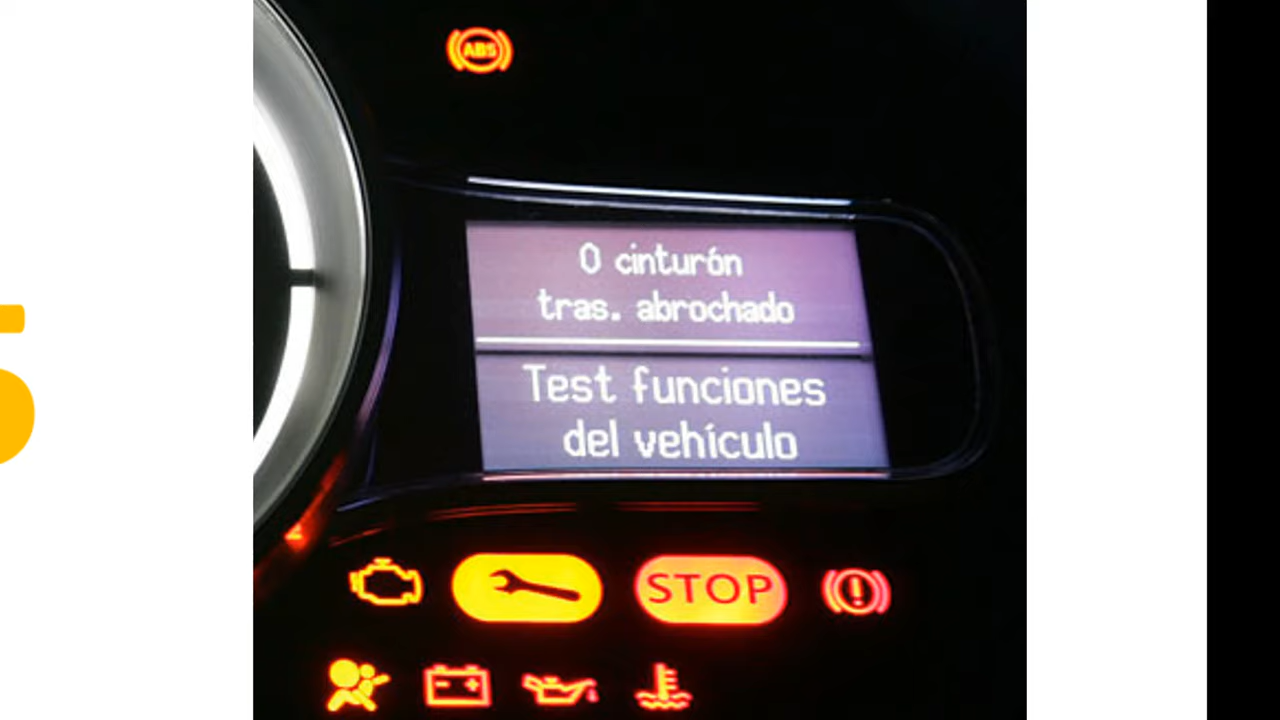 ABS
0 cinturón
tras. abrochado
Test funciones
del vehículo
STOP